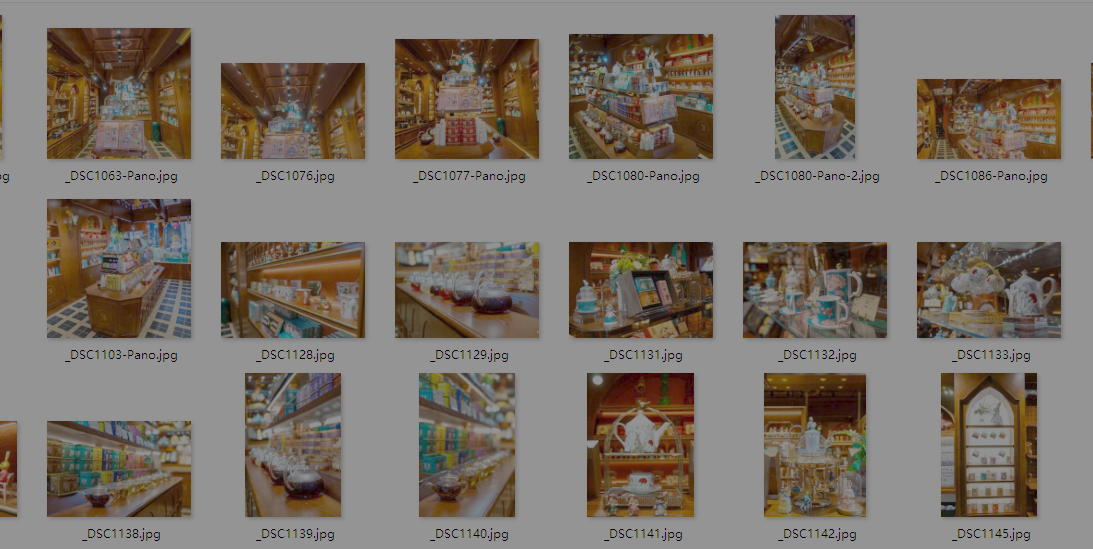 pg
_DSC1063-Pano.jpg
_DSC1076.jpg
_DSC1077-Pano.jpg
_DSC1080-Pano.jpg
_DSC1080-Pano-2.jpg
_DSC1086-Pano.jpg
_DSC1103-Pano.jpg
_DSC1128.jpg
_DSC1129.jpg
_DSC1131.jpg
_DSC1132.jpg
_DSC1133.jpg
_DSC1138.jpg
_DSC1139.jpg
_DSC1140.jpg
_DSC1141.jpg
_DSC1142.jpg
_DSC1145.jpg